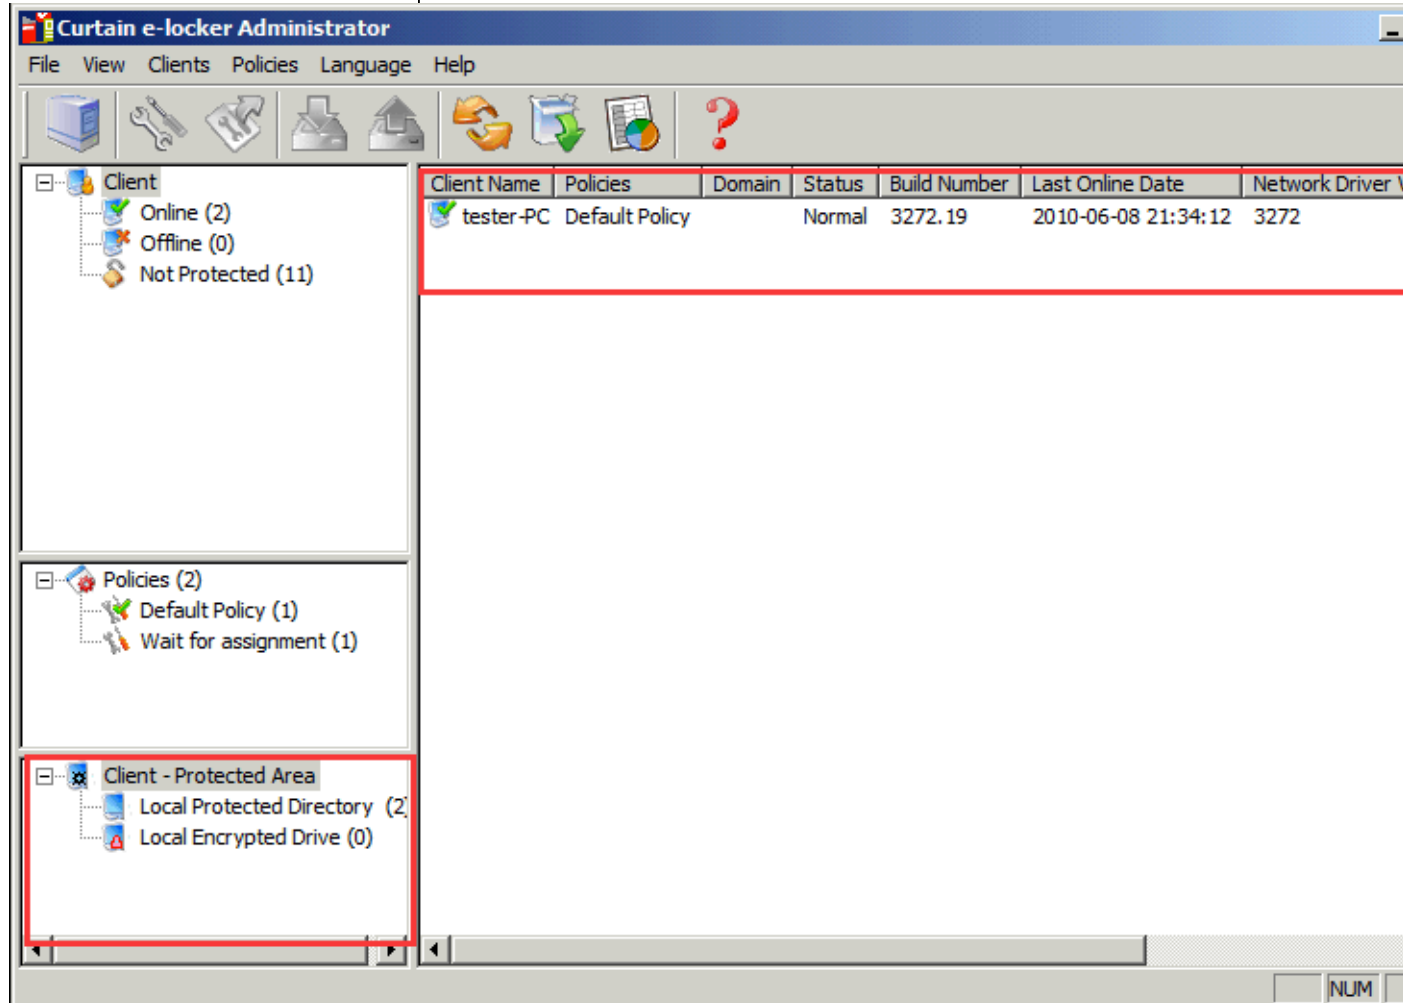 Curtain e-locker Administrator
File View Clients Policies Language Help
Client
Online (2)
Offline (0)
Not Protected (11)
Client Name Policies Domain Status Build Number Last Online Date Network Driver
tester-PC Default Policy Normal 3272.19 2010-06-08 21:34:12 3272
Policies (2)
Default Policy (1)
Wait for assignment (1)
Client - Protected Area
Local Protected Directory (2)
Local Encrypted Drive (0)
NUM